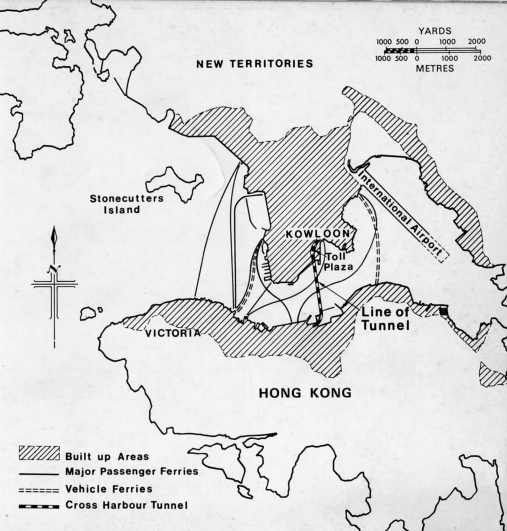 YARDS
1000 500 0 1000 2000
1000 500 0 1000 2000
METRES
NEW TERRITORIES
Stonecutters
Island
International Airport
KOWLOON
Toll
Plaza
N
Line of
Tunnel
VICTORIA
HONG KONG
Built up Areas
Major Passenger Ferries
Vehicle Ferries
Cross Harbour Tunnel